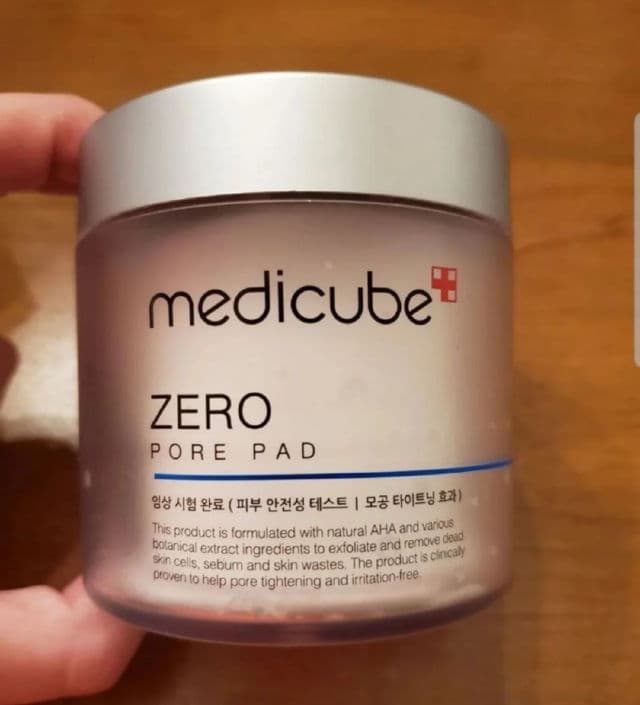 medicube
ZERO
PORE PAD
임상 시험 완료 ( 피부 안전성 테스트 | 모공 타이트닝 효과 )
This product is formulated with natural AHA and various
botanical extract ingredients to exfoliate and remove dead
skin cells, sebum and skin wastes. The product is clinically
proven to help pore tightening and irritation-free.